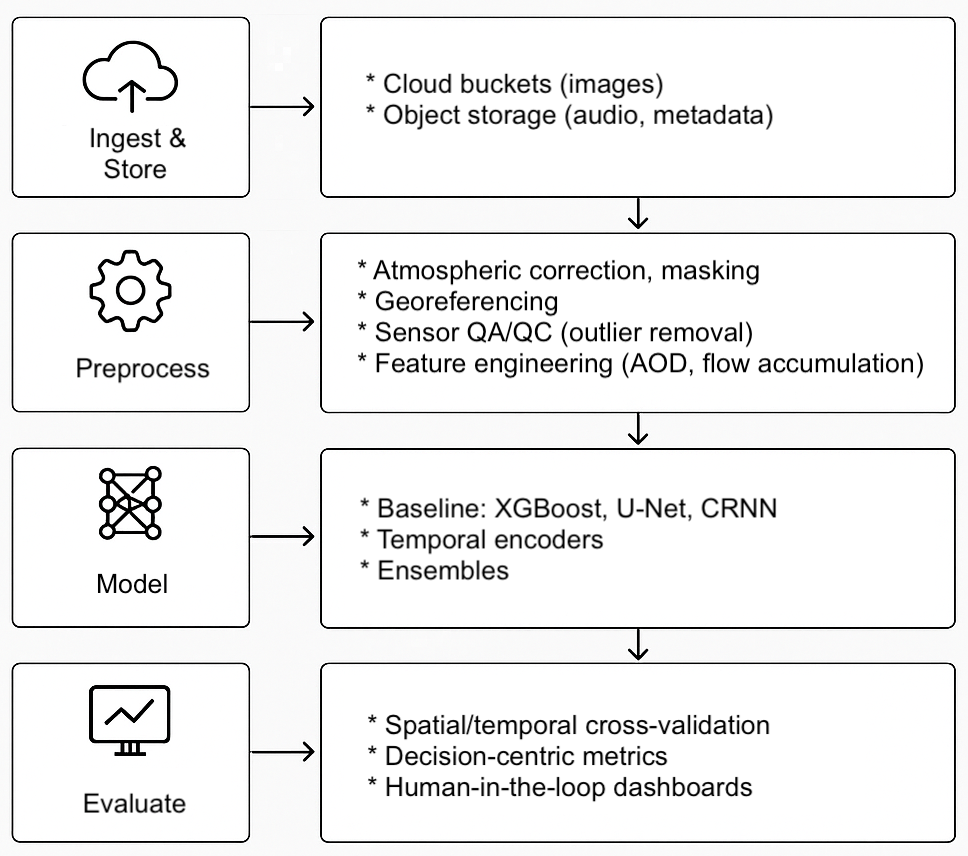 Ingest &
Store
* Cloud buckets (images)
* Object storage (audio, metadata)
Preprocess
* Atmospheric correction, masking
* Georeferencing
* Sensor QA/QC (outlier removal)
* Feature engineering (AOD, flow accumulation)
Model
* Baseline: XGBoost, U-Net, CRNN
* Temporal encoders
* Ensembles
Evaluate
* Spatial/temporal cross-validation
* Decision-centric metrics
* Human-in-the-loop dashboards